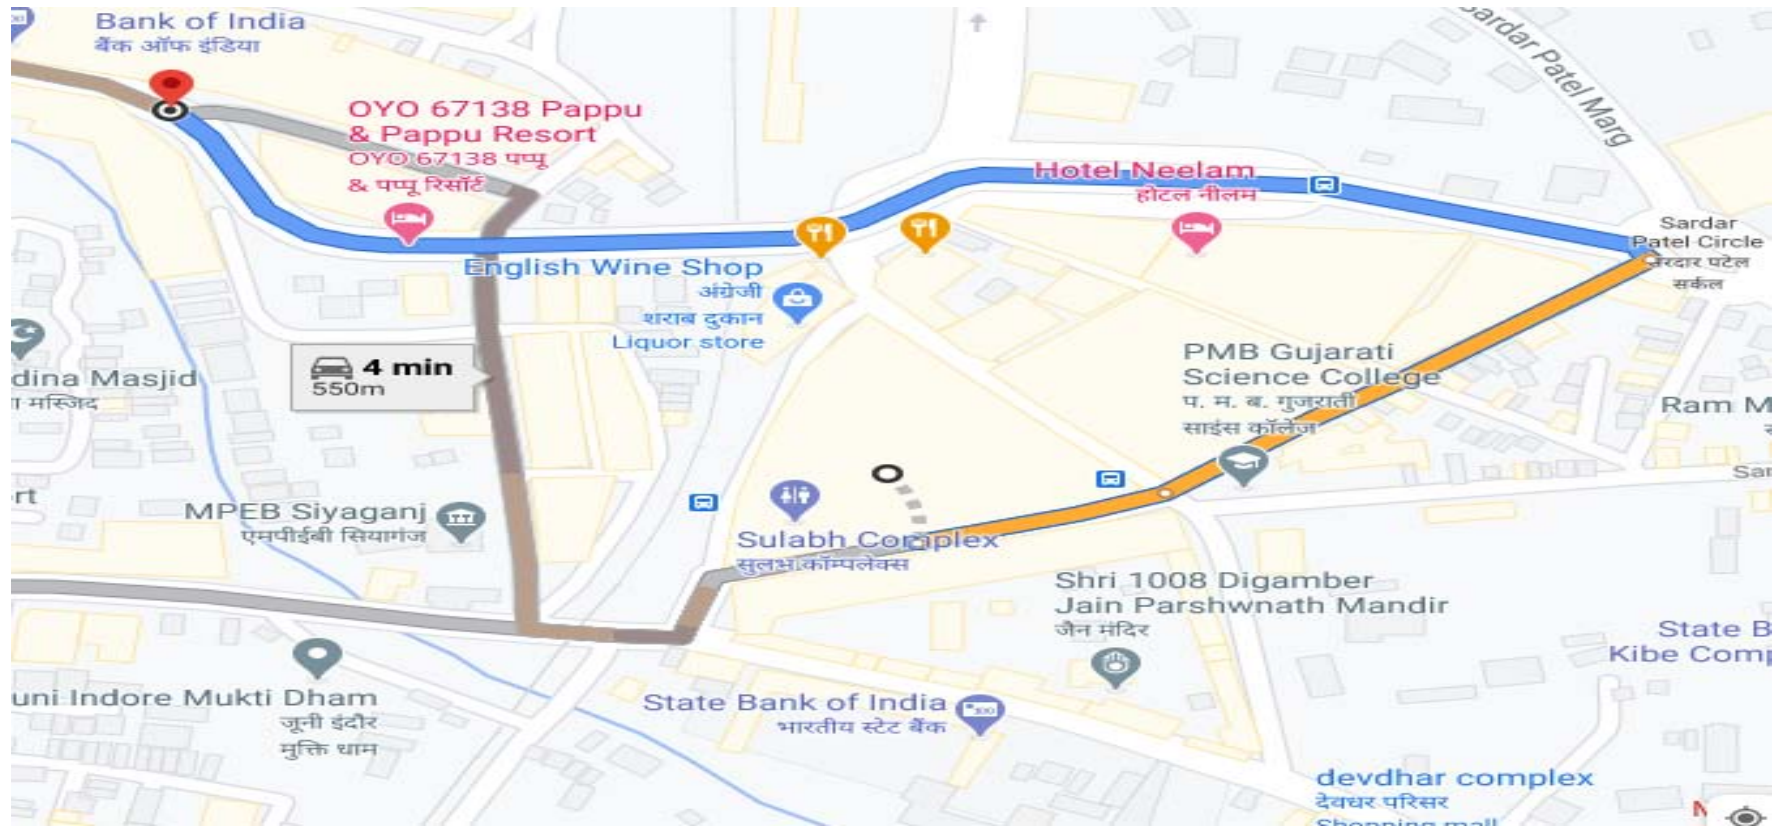 Bank of India
बैंक ऑफ इंडिया
OYO 67138 Pappu
& Pappu Resort
OYO 67138 पप्पू
& पप्पू रिसॉर्ट
Sardar Patel Marg
Hotel Neelam
होटल नीलम
Sardar
Patel Circle
सरदार पटेल
सर्कल
English Wine Shop
अंग्रेजी
शराब दुकान
Liquor store
4 min
550m
dina Masjid
ा मस्जिद
PMB Gujarati
Science College
प. म. ब. गुजराती
साइंस कॉलेज
Ram M
rt
MPEB Siyaganj
एमपीईबी सियागंज
Sulabh Complex
सुलभ कॉम्पलेक्स
Shri 1008 Digamber
Jain Parshwnath Mandir
जैन मंदिर
State B
Kibe Comp
uni Indore Mukti Dham
जूनी इंदौर
मुक्ति धाम
State Bank of India
भारतीय स्टेट बैंक
devdhar complex
देवधर परिसर
Shopping mall